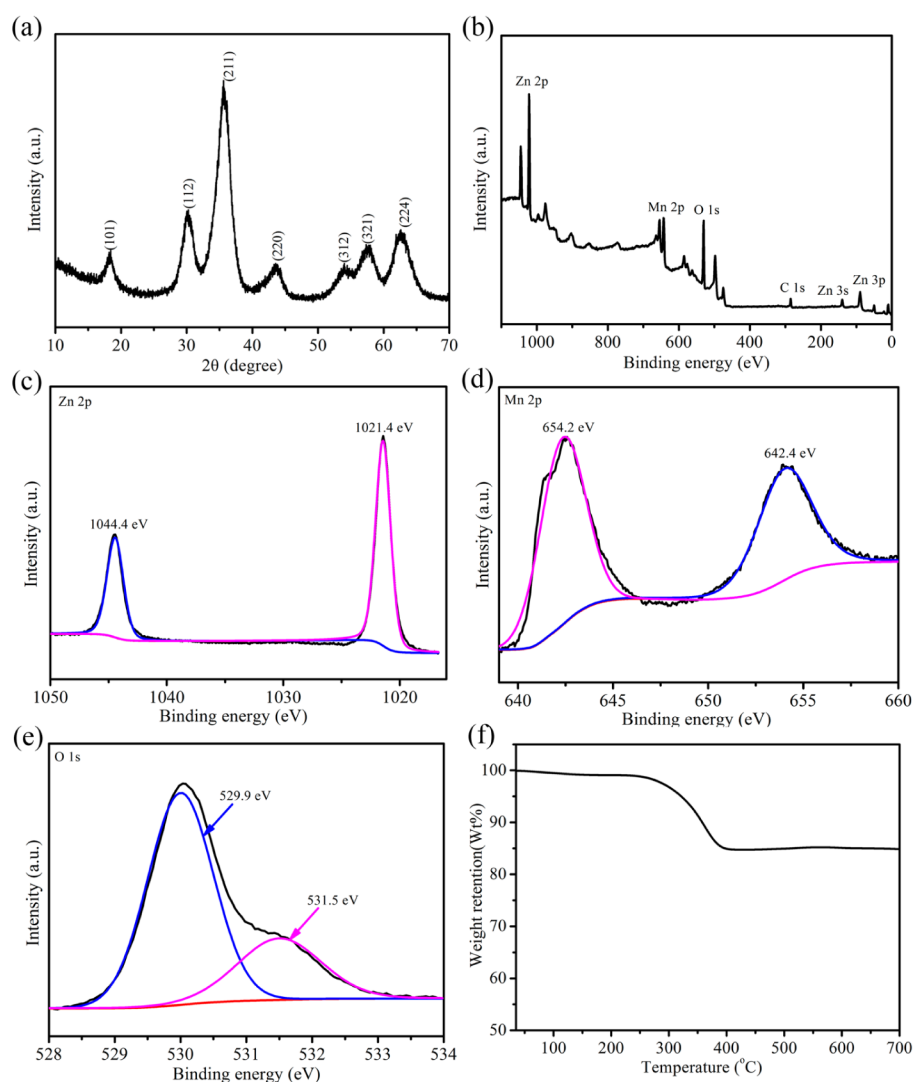 (a)
Intensity (a.u.)
(101)
(112)
(211)
(220)
(312)
(321)
(224)
10 20 30 40 50 60 70
2θ (degree)
(b)
Intensity (a.u.)
Zn 2p
Mn 2p
O 1s
C 1s
Zn 3s
Zn 3p
1000 800 600 400 200 0
Binding energy (eV)
(c)
Zn 2p
Intensity (a.u.)
1044.4 eV
1021.4 eV
1050 1040 1030 1020
Binding energy (eV)
(d)
Mn 2p
Intensity (a.u.)
654.2 eV
642.4 eV
640 645 650 655 660
Binding energy (eV)
(e)
O 1s
Intensity (a.u.)
529.9 eV
531.5 eV
528 529 530 531 532 533 534
Binding energy (eV)
(f)
Weight retention(Wt%)
100
90
80
70
60
50
100 200 300 400 500 600 700
Temperature (°C)